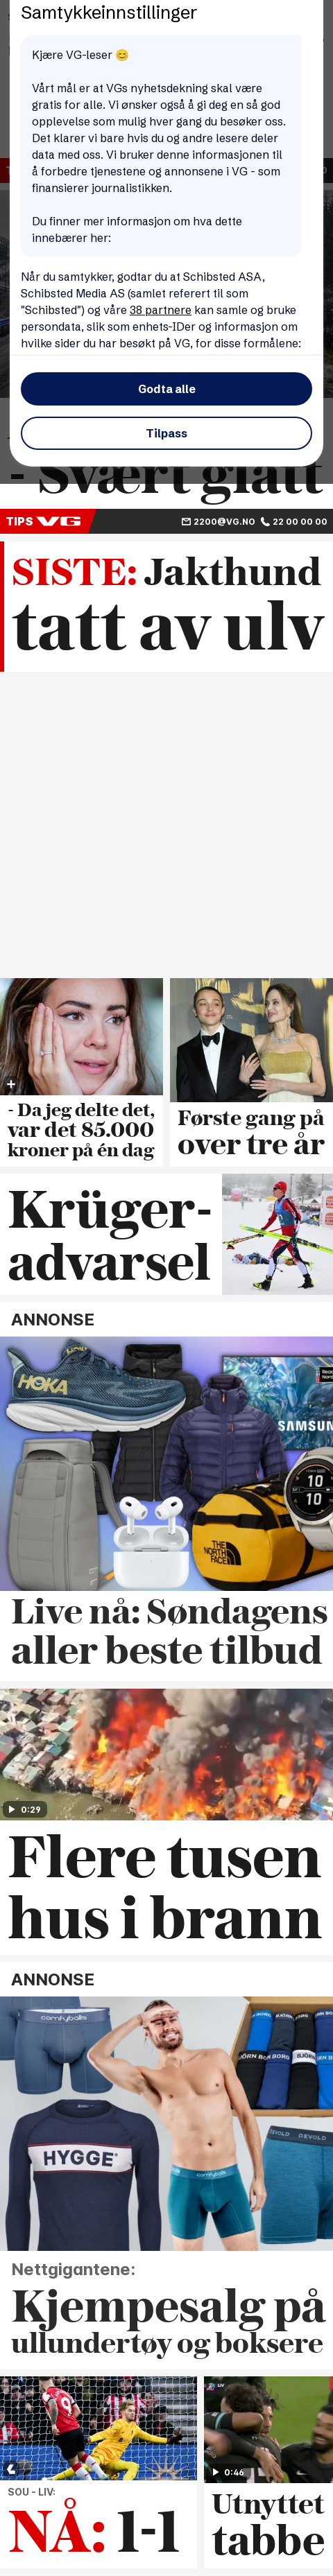 Samtykkeinnstillinger
Kjære VG-leser 😊
Vårt mål er at VGs nyhetsdekning skal være
gratis for alle. Vi ønsker også å gi deg en så god
opplevelse som mulig hver gang du besøker oss.
Det klarer vi bare hvis du og andre lesere deler
data med oss. Vi bruker denne informasjonen til
å forbedre tjenestene og annonsene i VG - som
finansierer journalistikken.
Du finner mer informasjon om hva dette
innebærer her:
Når du samtykker, godtar du at Schibsted ASA,
Schibsted Media AS (samlet referert til som
"Schibsted") og våre 38 partnere kan samle og bruke
persondata, slik som enhets-IDer og informasjon om
hvilke sider du har besøkt på VG, for disse formålene:
Godta alle
Tilpass
- Svært glatt
TIPS VG 2200@VG.NO 22 00 00 00
SISTE: Jakthund
tatt av ulv
- Da jeg delte det,
var det 85.000
kroner på én dag
Første gang på
over tre år
Krüger-
advarsel
ANNONSE
HOKA
SAMSUNG
10
10
THE
NORTH
FACE
Live nå: Søndagens
aller beste tilbud
0:29
Flere tusen
hus i brann
ANNONSE
comfyballs
BJÖRN BORG
HYGGE
comfyballs
DEVOLD
Nettgigantene:
Kjempesalg på
ullundertøy og boksere
SOU - LIV:
NÅ: 1-1
LIV
0:46
Utnyttet
tabbe